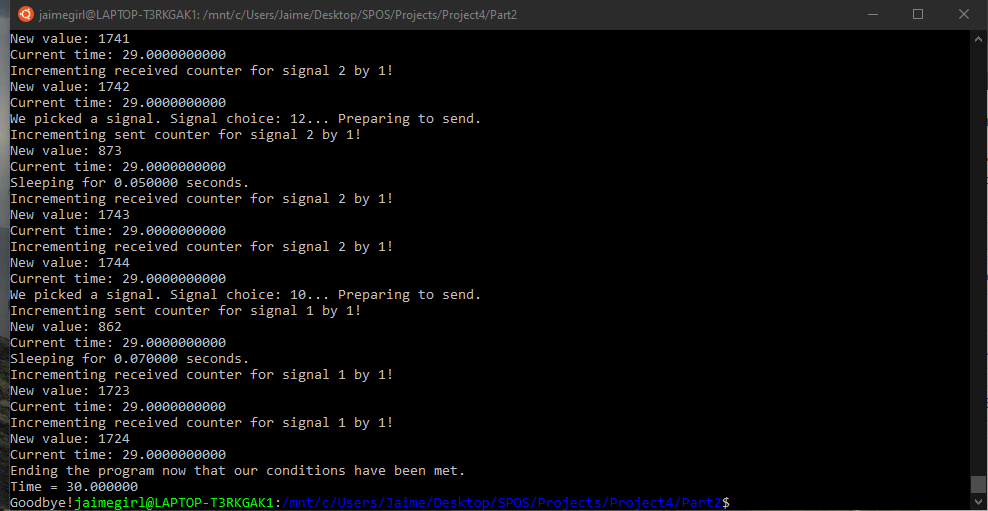 jaimegirl@LAPTOP-T3RKGAK1: /mnt/c/Users/Jaime/Desktop/SPOS/Projects/Project4/Part2
New value: 1741
Current time: 29.0000000000
Incrementing received counter for signal 2 by 1!
New value: 1742
Current time: 29.0000000000
We picked a signal. Signal choice: 12... Preparing to send.
Incrementing sent counter for signal 2 by 1!
New value: 873
Current time: 29.0000000000
Sleeping for 0.050000 seconds.
Incrementing received counter for signal 2 by 1!
New value: 1743
Current time: 29.0000000000
Incrementing received counter for signal 2 by 1!
New value: 1744
Current time: 29.0000000000
We picked a signal. Signal choice: 10... Preparing to send.
Incrementing sent counter for signal 1 by 1!
New value: 862
Current time: 29.0000000000
Sleeping for 0.070000 seconds.
Incrementing received counter for signal 1 by 1!
New value: 1723
Current time: 29.0000000000
Incrementing received counter for signal 1 by 1!
New value: 1724
Current time: 29.0000000000
Ending the program now that our conditions have been met.
Time = 30.000000
Goodbye!jaimegirl@LAPTOP-T3RKGAK1:/mnt/c/Users/Jaime/Desktop/SPOS/Projects/Project4/Part2$